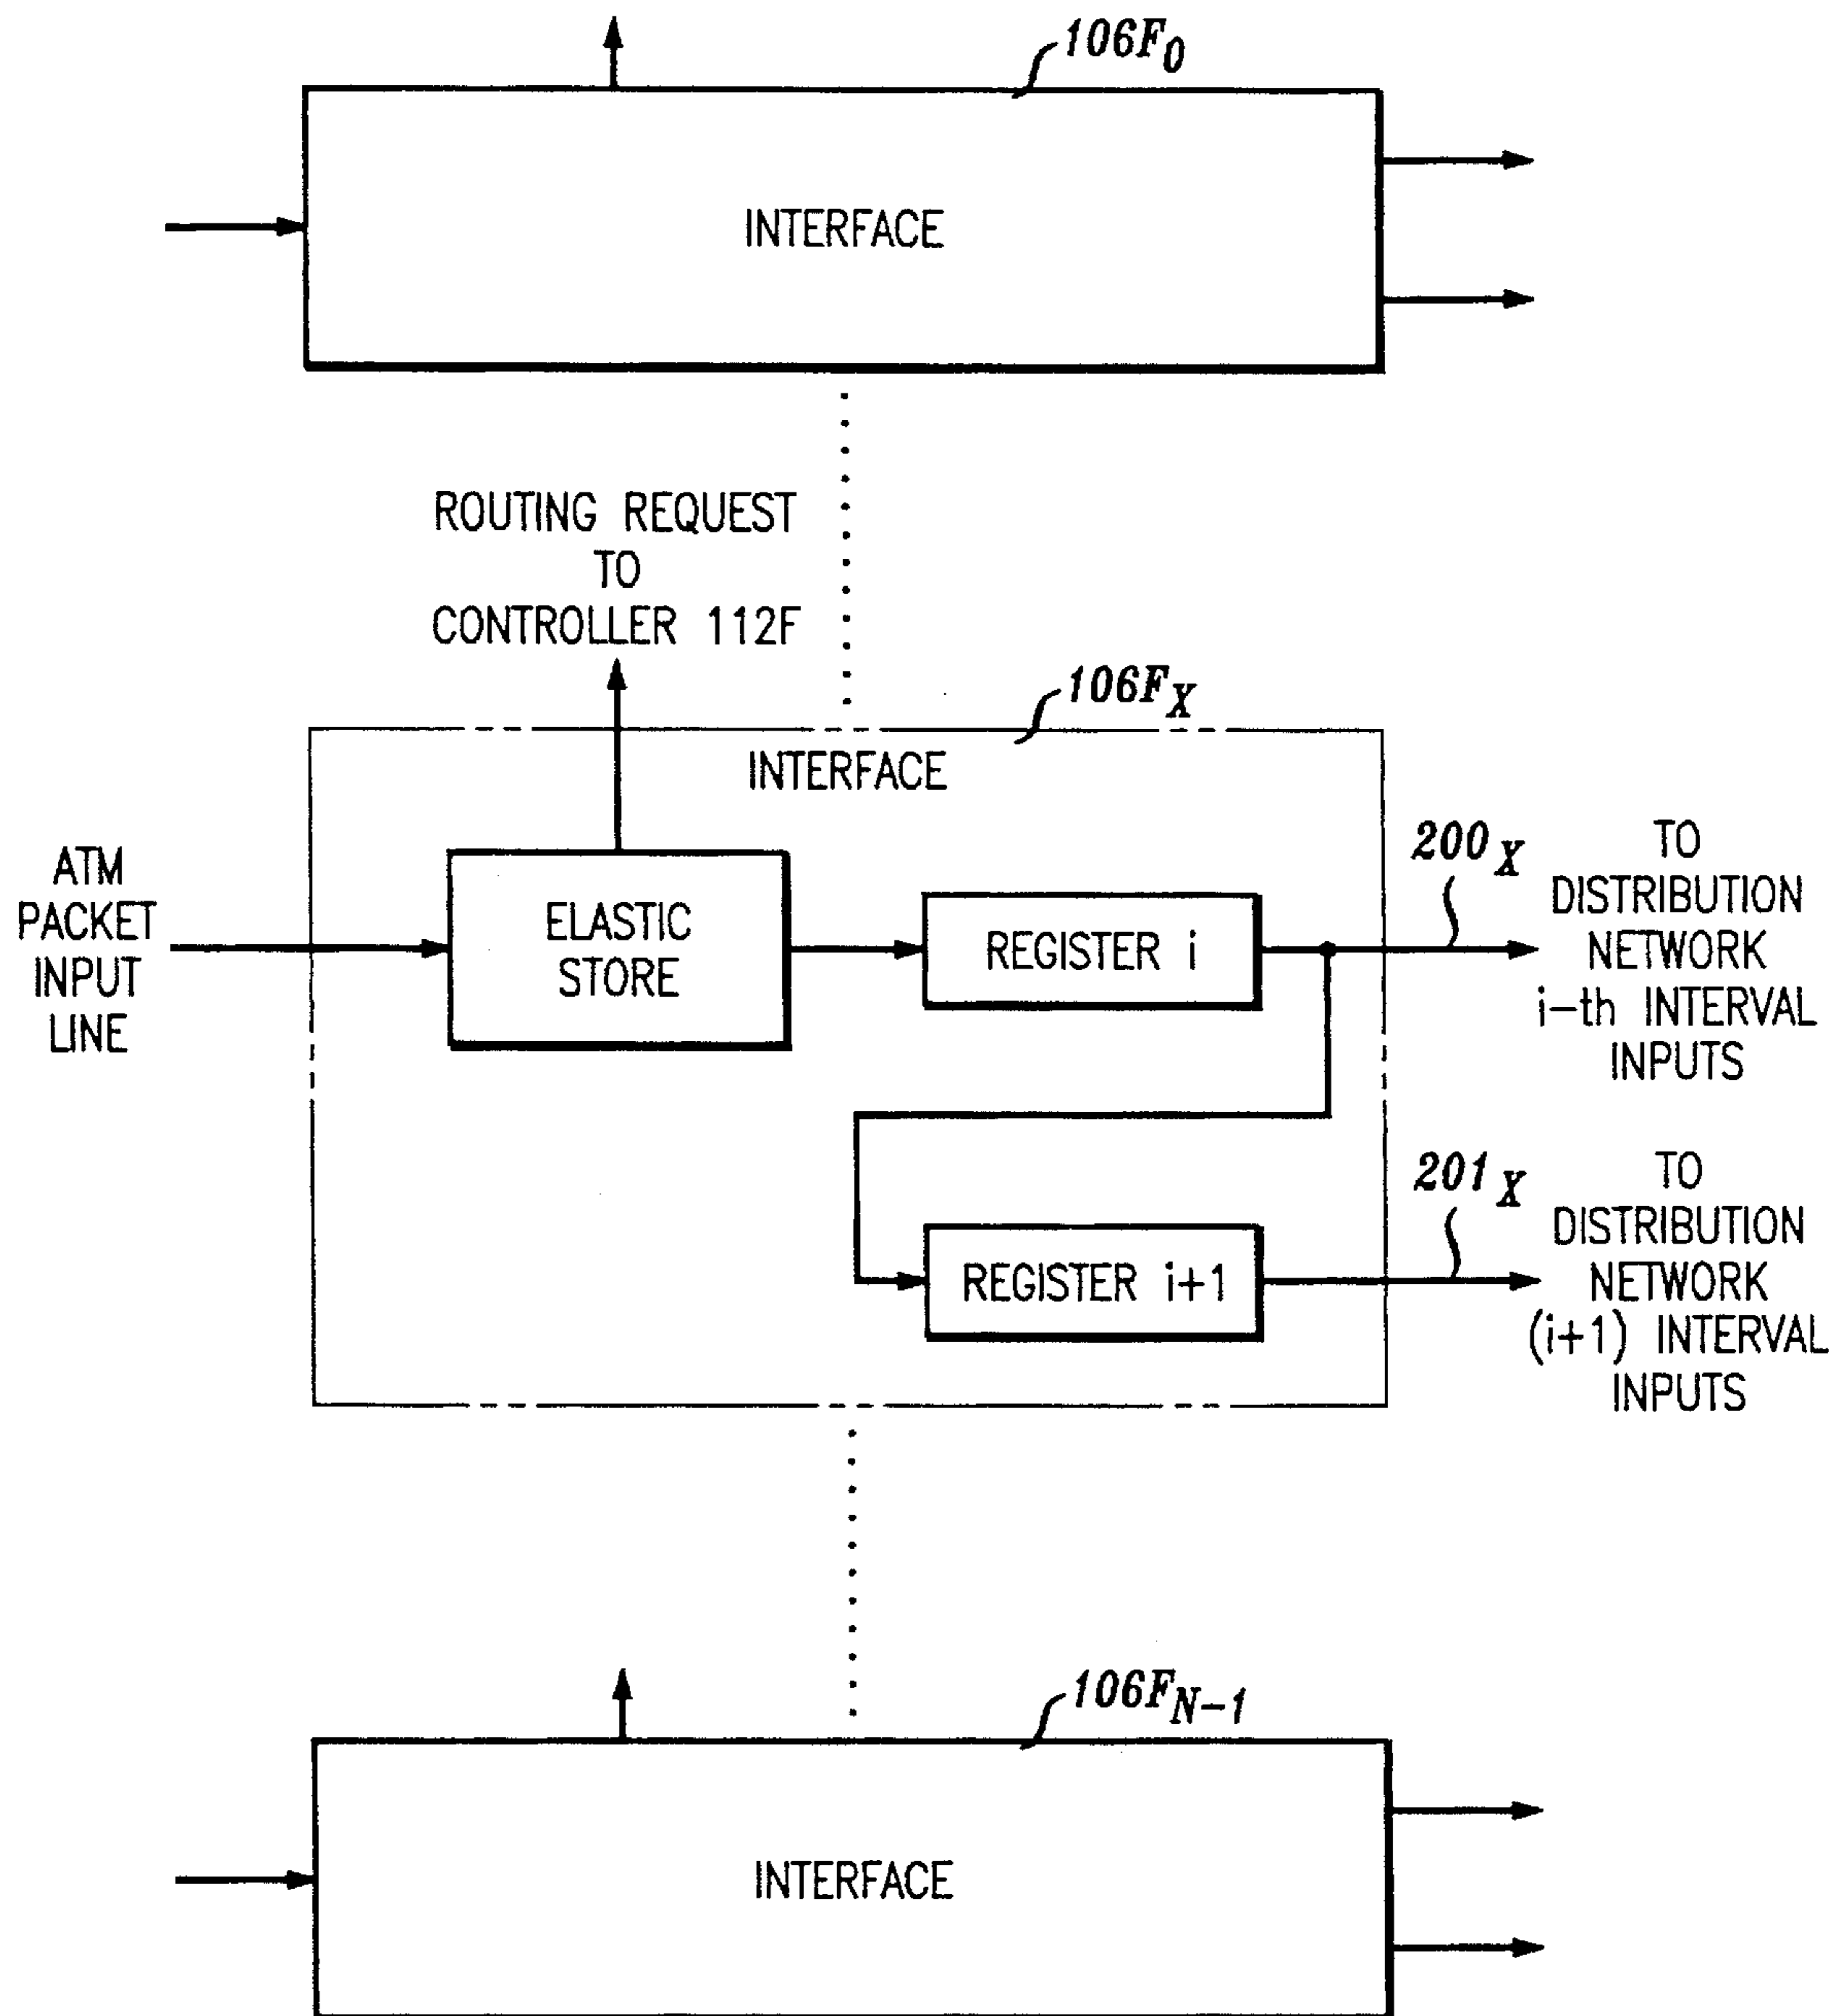 106F0
INTERFACE
ROUTING REQUEST
TO
CONTROLLER 112F
106FX
INTERFACE
ATM
PACKET
INPUT
LINE
ELASTIC
STORE
REGISTER i
200X
TO
DISTRIBUTION
NETWORK
i-th INTERVAL
INPUTS
REGISTER i+1
201X
TO
DISTRIBUTION
NETWORK
(i+1) INTERVAL
INPUTS
106FN-1
INTERFACE